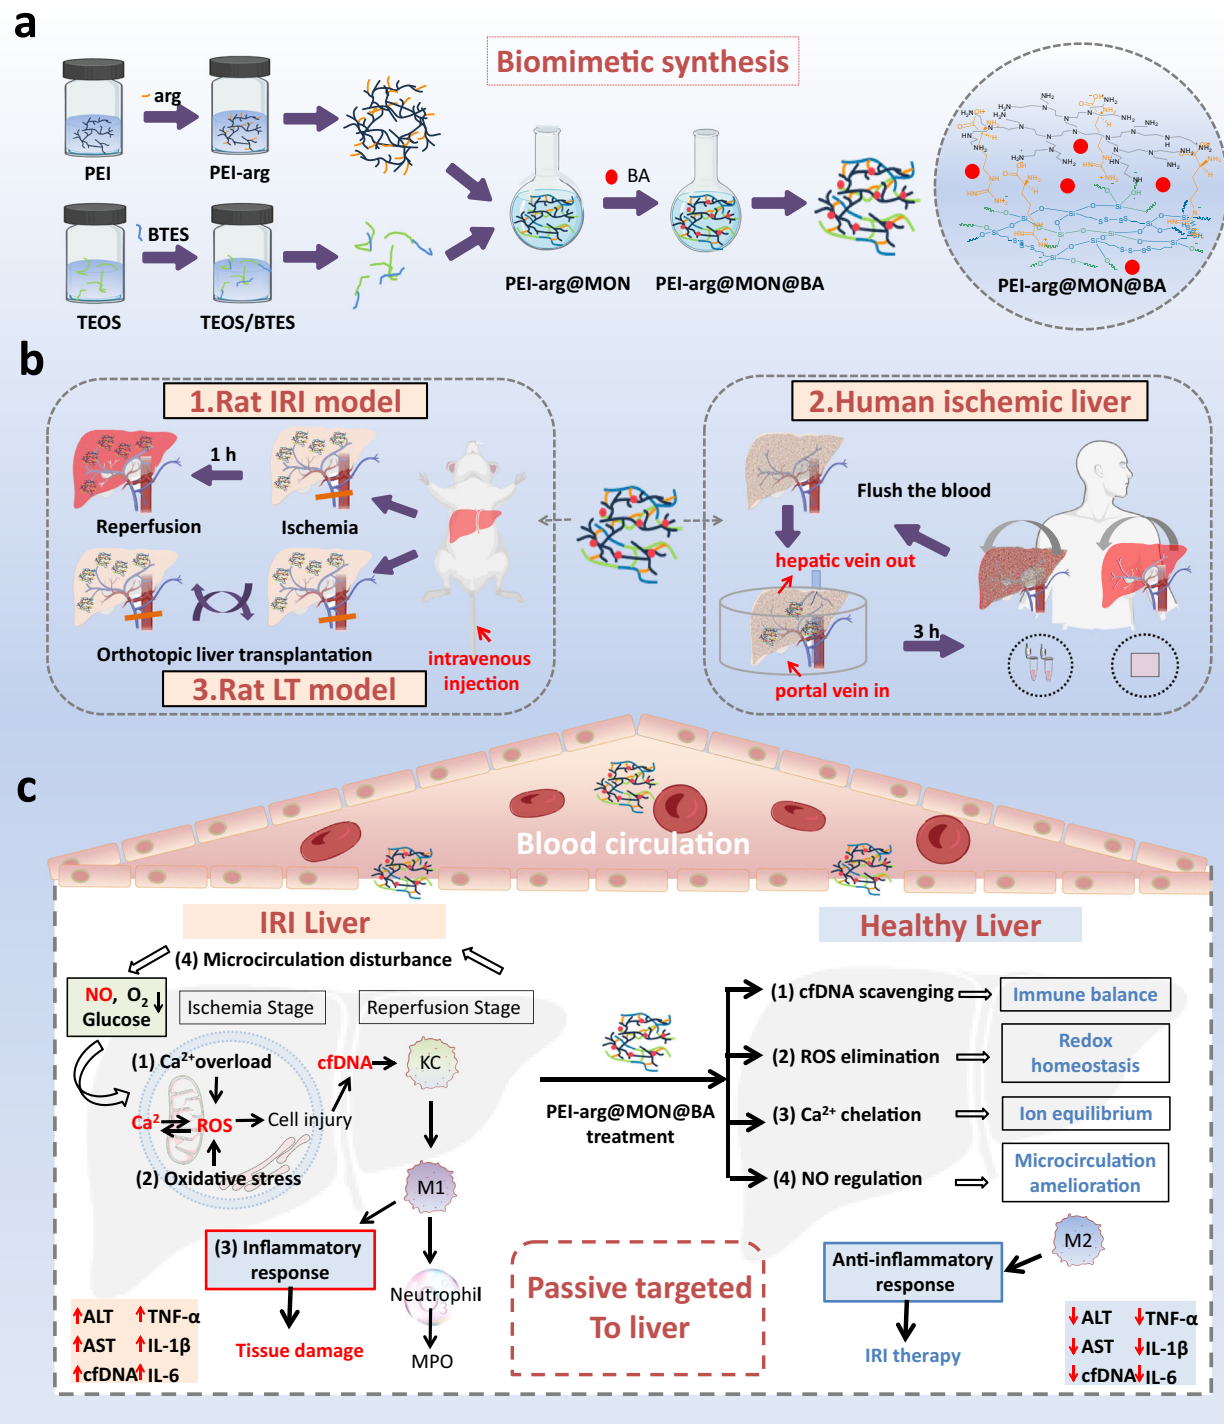 a
Biomimetic synthesis
arg
PEI
PEI-arg
BTES
TEOS
TEOS/BTES
BA
PEI-arg@MON
PEI-arg@MON@BA
PEI-arg@MON@BA
b
1.Rat IRI model
1 h
Reperfusion
Ischemia
Orthotopic liver transplantation
3.Rat LT model
intravenous
injection
2.Human ischemic liver
Flush the blood
hepatic vein out
3 h
portal vein in
c
Blood circulation
IRI Liver
(4) Microcirculation disturbance
NO, O2
Glucose
Ischemia Stage
Reperfusion Stage
(1) Ca2+overload
cfDNA
KC
Ca2
ROS
Cell injury
(2) Oxidative stress
M1
(3) Inflammatory
response
Neutrophil
Tissue damage
MPO
ALT
TNF-α
AST
IL-1β
cfDNA
IL-6
PEI-arg@MON@BA
treatment
Passive targeted
To liver
Healthy Liver
(1) cfDNA scavenging
Immune balance
(2) ROS elimination
Redox
homeostasis
(3) Ca2+ chelation
Ion equilibrium
(4) NO regulation
Microcirculation
amelioration
M2
Anti-inflammatory
response
IRI therapy
ALT
TNF-α
AST
IL-1β
cfDNA
IL-6